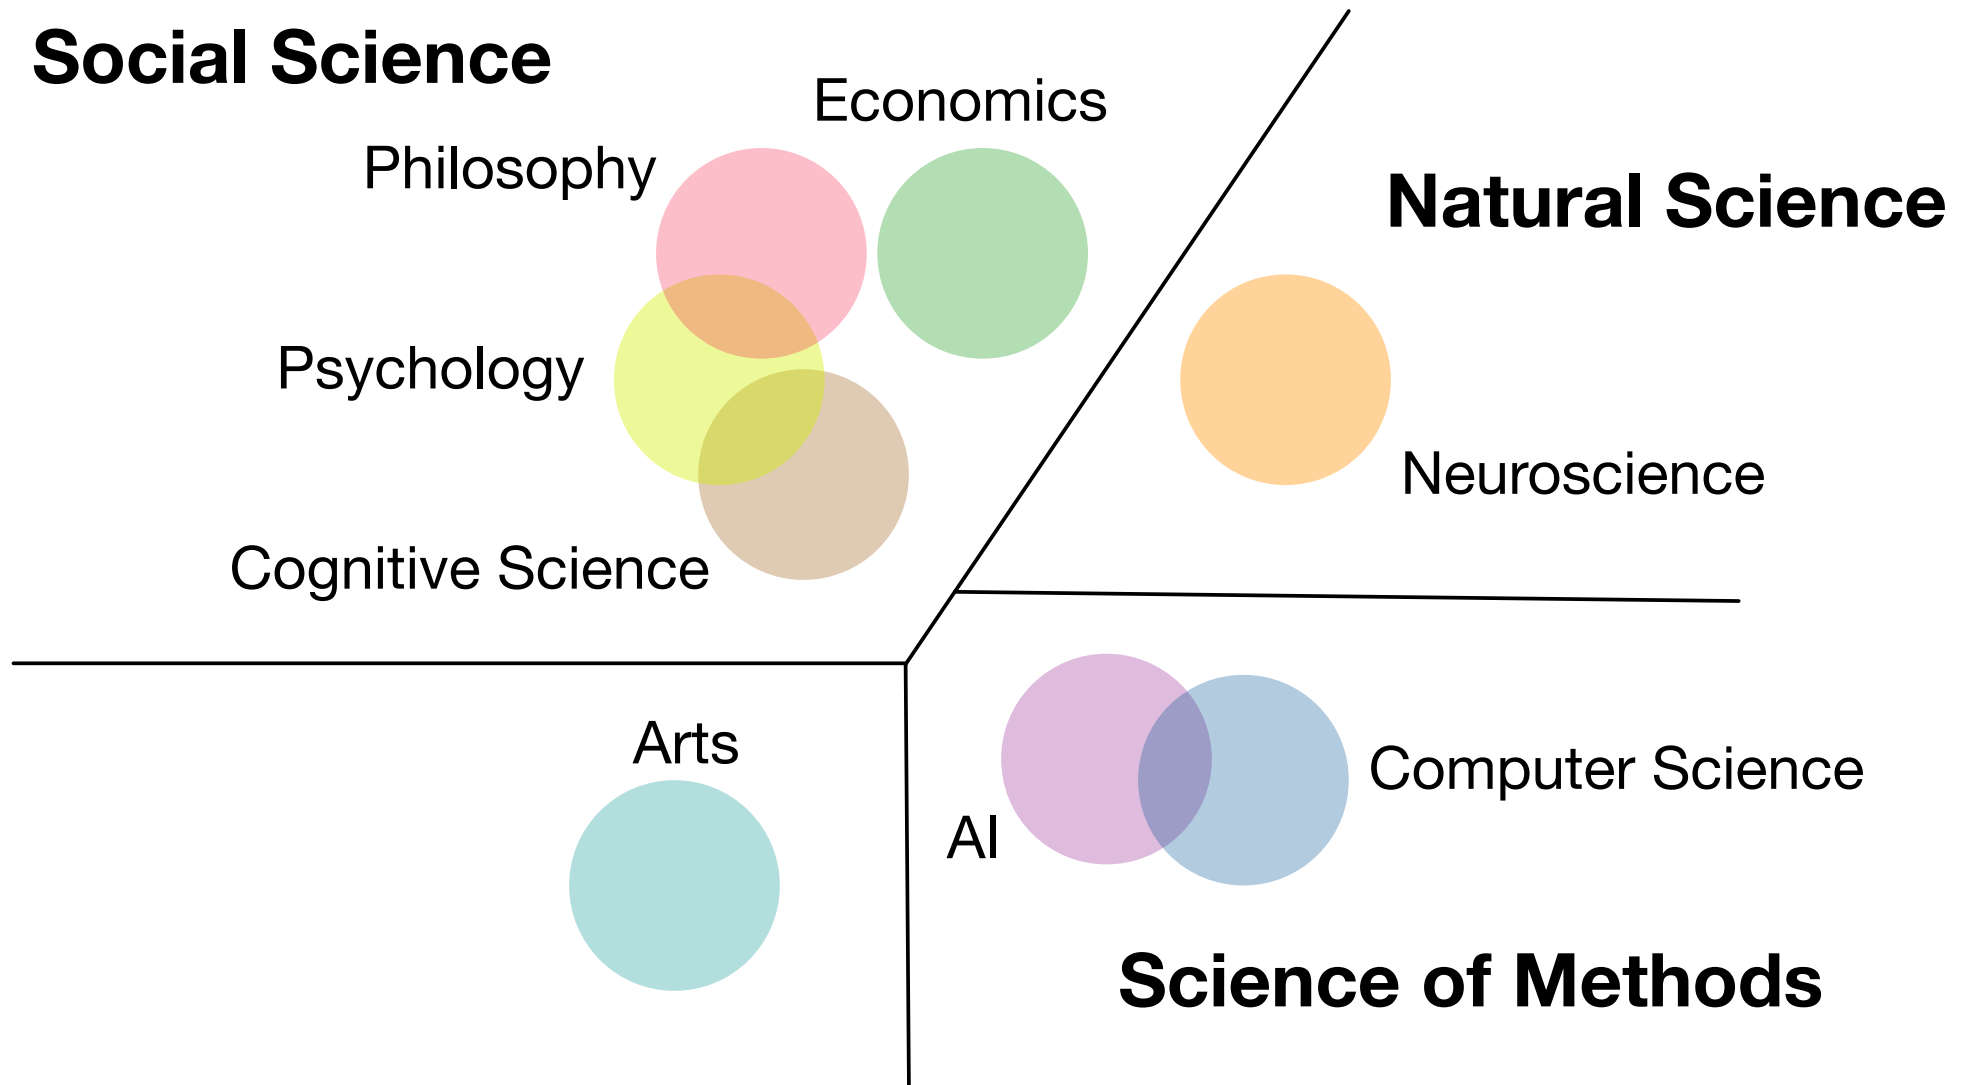 Social Science
Economics
Philosophy
Natural Science
Psychology
Neuroscience
Cognitive Science
Arts
Computer Science
AI
Science of Methods